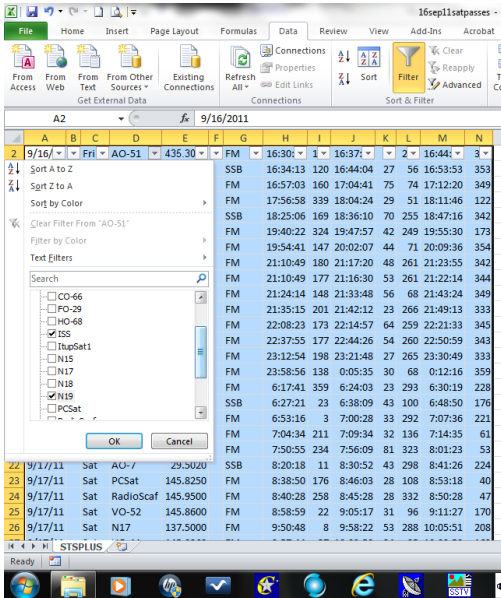 16sep11satpasses -
File Home Insert Page Layout Formulas Data Review View Add-Ins Acrobat
From Access
From Web
From Text
From Other Sources
Existing Connections
Refresh All
Connections
Properties
Edit Links
Sort
Filter
Clear
Reapply
Advanced
Get External Data Connections Sort & Filter
A2 fx 9/16/2011
A B C D E F G H I J K L M N
2 9/16/ Fri AO-51 435.30 FM 16:30: 1 16:37: 2 16:44: 3
SSB 16:34:13 120 16:44:04 27 56 16:53:53 353
FM 16:57:03 160 17:04:41 75 74 17:12:20 349
FM 17:56:58 339 18:04:24 29 51 18:11:46 122
SSB 18:25:06 169 18:36:10 70 255 18:47:16 342
FM 19:40:22 324 19:47:57 42 249 19:55:30 173
FM 19:54:41 147 20:02:07 44 71 20:09:36 354
FM 21:10:49 180 21:17:20 48 261 21:23:55 342
FM 21:10:49 177 21:16:30 53 261 21:22:14 344
FM 21:24:14 148 21:33:48 56 68 21:43:24 349
FM 21:35:15 201 21:42:12 23 266 21:49:13 333
FM 22:08:23 173 22:14:57 64 259 22:21:33 345
FM 22:37:55 177 22:44:26 54 260 22:50:59 343
FM 23:12:54 198 23:21:48 27 265 23:30:49 333
FM 23:58:56 138 0:05:35 30 68 0:12:16 359
FM 6:17:41 359 6:24:03 23 293 6:30:19 228
SSB 6:27:21 23 6:38:09 43 100 6:48:50 176
FM 6:53:16 3 7:00:28 33 292 7:07:36 221
FM 7:04:34 211 7:09:34 32 136 7:14:35 61
FM 7:50:55 234 7:56:09 81 323 8:01:23 53
22 9/17/11 Sat AO-7 29.5020 SSB 8:20:18 11 8:30:52 43 298 8:41:26 224
23 9/17/11 Sat PCSat 145.8250 FM 8:38:50 176 8:46:03 28 108 8:53:18 40
24 9/17/11 Sat RadioScaf 145.9500 FM 8:40:28 258 8:45:28 28 332 8:50:28 47
25 9/17/11 Sat VO-52 145.8600 FM 8:58:59 22 9:05:17 31 96 9:11:27 170
26 9/17/11 Sat N17 137.5000 FM 9:50:48 8 9:58:22 53 288 10:05:51 208
Sort A to Z
Sort Z to A
Sort by Color
Clear Filter From "AO-51"
Filter by Color
Text Filters
Search
CO-66
FO-29
HO-68
ISS
ItupSat1
N15
N17
N18
N19
PCSat
OK Cancel
STSPLUS
Ready
hp
SSTV